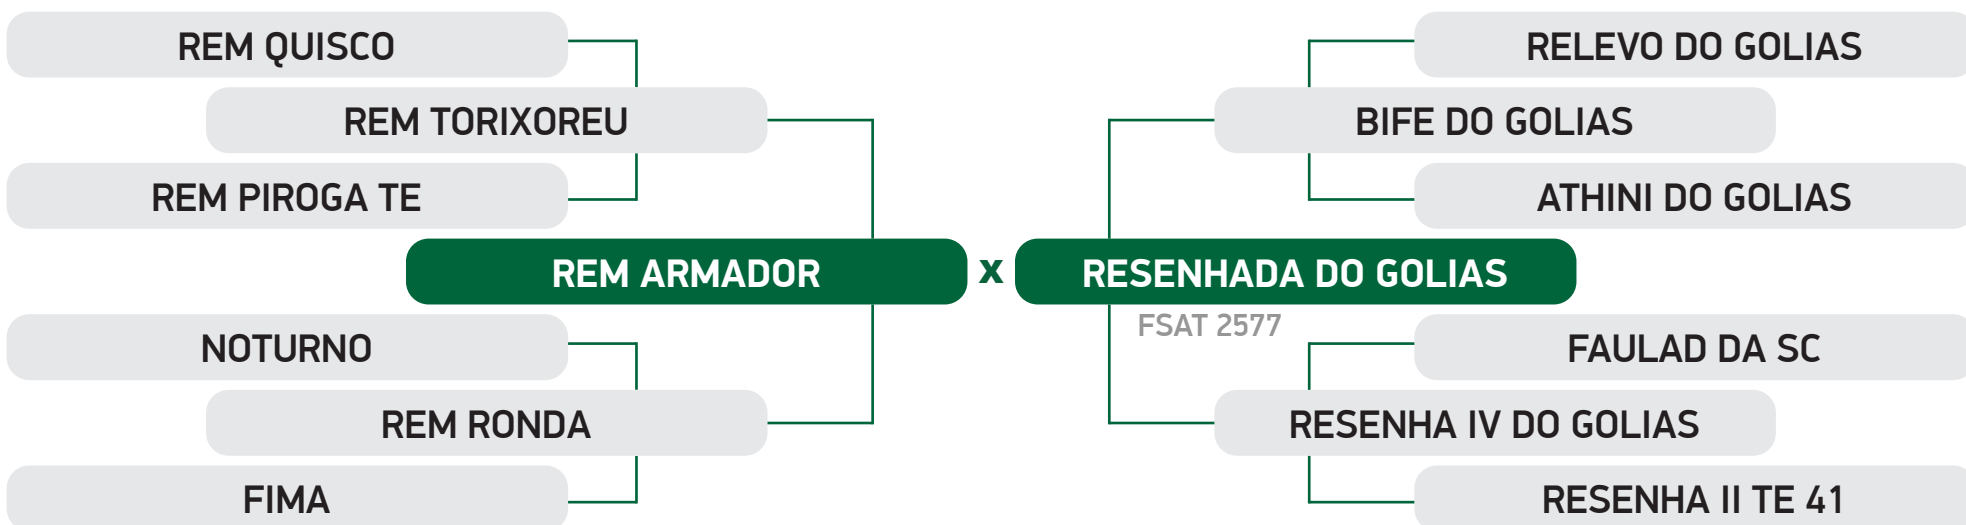 REM QUISCO
RELEVO DO GOLIAS
REM TORIXOREU
BIFE DO GOLIAS
REM PIROGA TE
ATHINI DO GOLIAS
REM ARMADOR x RESENHADA DO GOLIAS
FSAT 2577
NOTURNO
FAULAD DA SC
REM RONDA
RESENHA IV DO GOLIAS
FIMA
RESENHA II TE 41